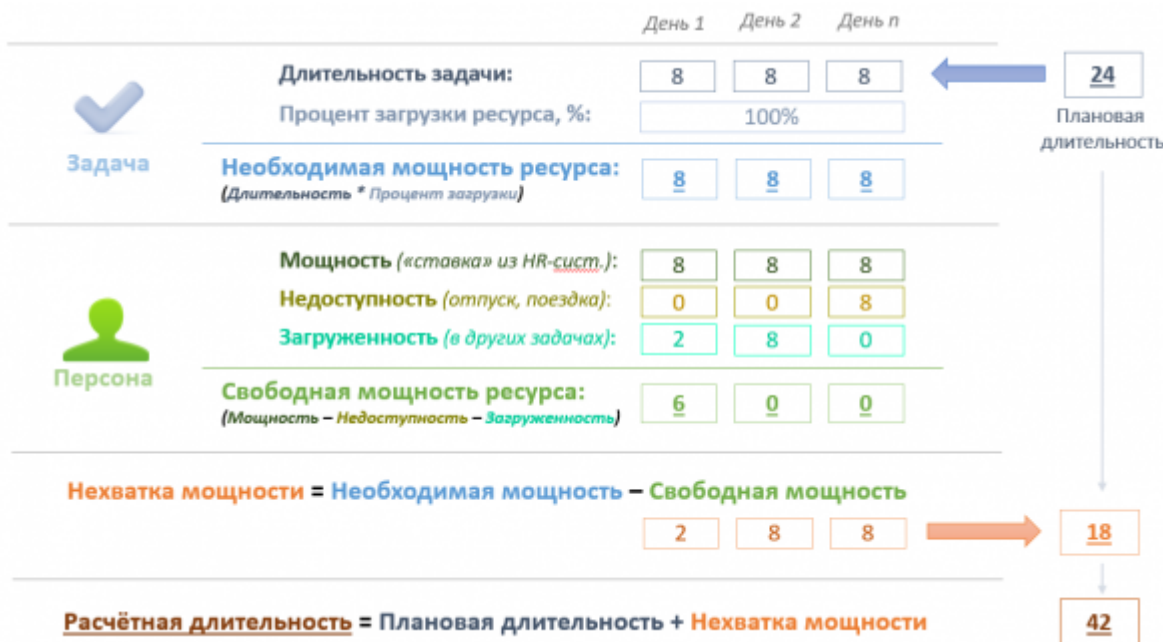 День 1 День 2 День n
Длительность задачи: 8 8 8 24
Процент загрузки ресурса, %: 100% Плановая
длительность
Задача
Необходимая мощность ресурса: 8 8 8
(Длительность * Процент загрузки)
Мощность («ставка» из HR-сист.): 8 8 8
Недоступность (отпуск, поездка): 0 0 8
Загруженность (в других задачах): 2 8 0
Персона
Свободная мощность ресурса: 6 0 0
(Мощность – Недоступность – Загруженность)
Нехватка мощности = Необходимая мощность – Свободная мощность
2 8 8 18
Расчётная длительность = Плановая длительность + Нехватка мощности 42